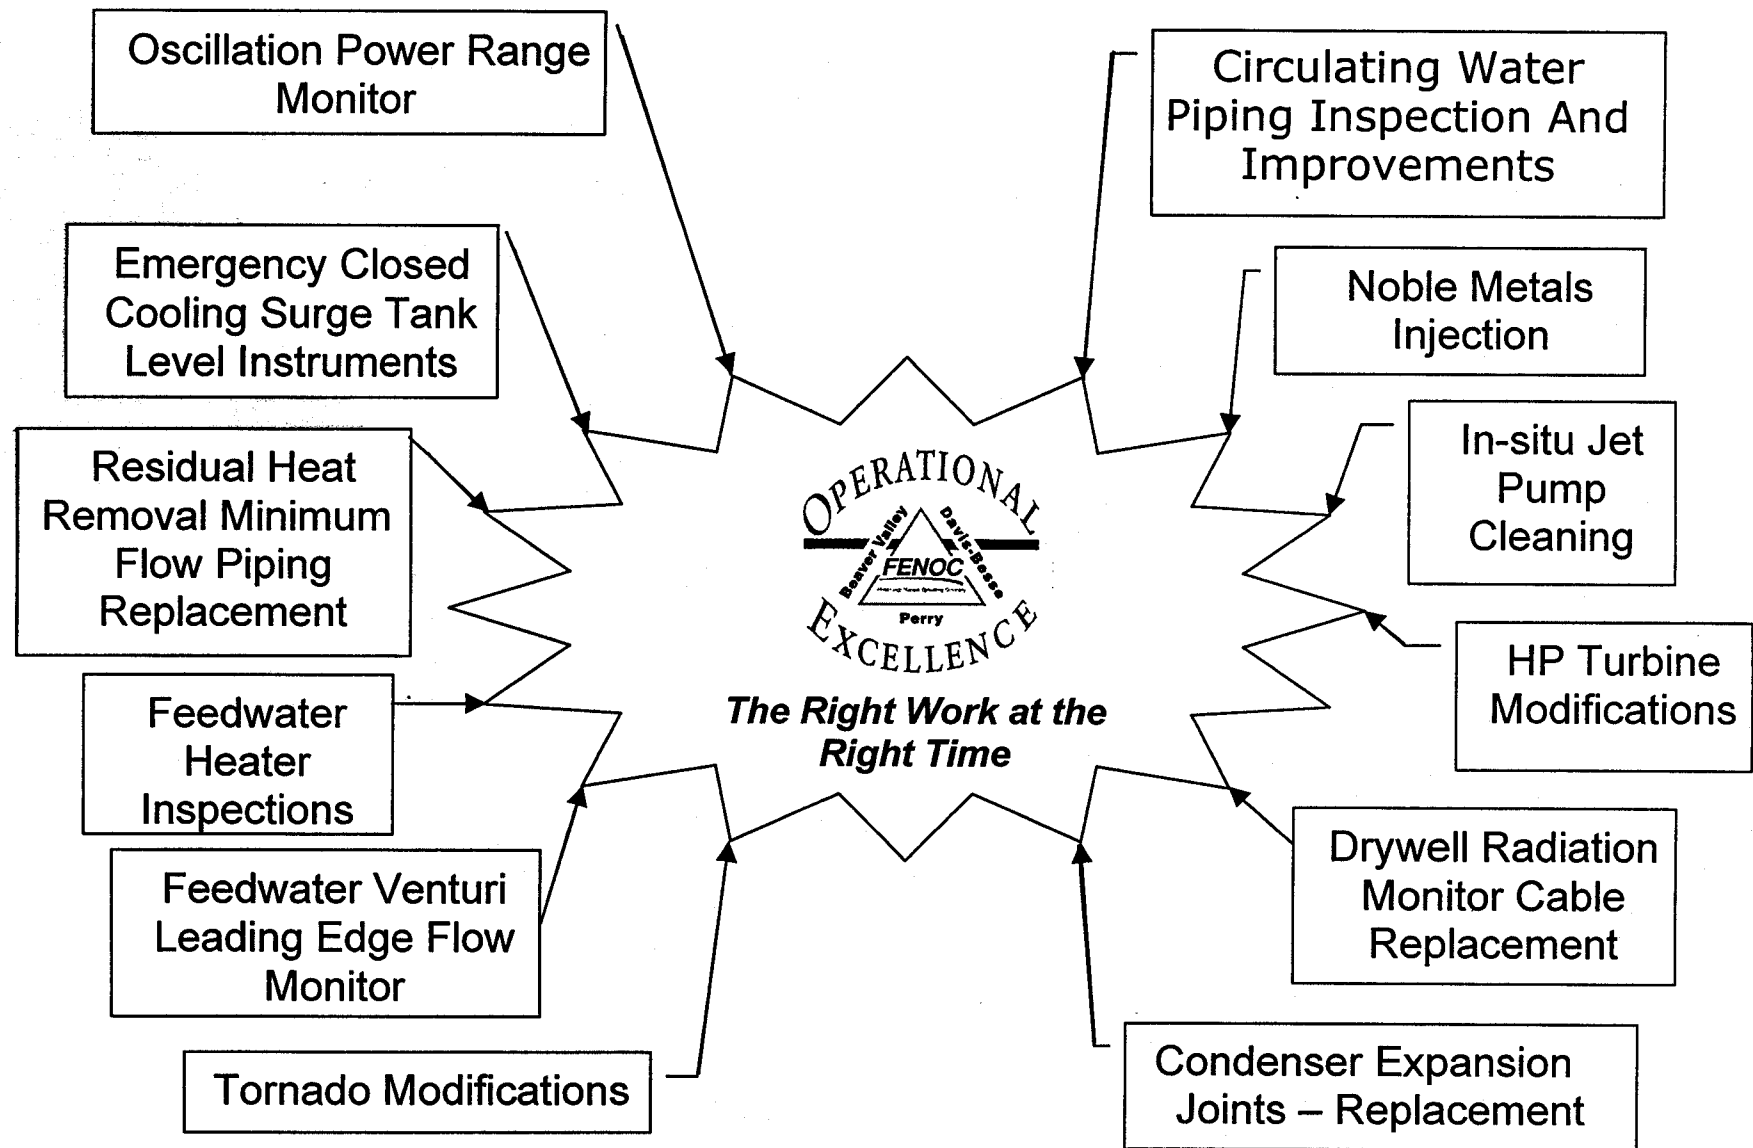 Oscillation Power Range
Monitor
Emergency Closed
Cooling Surge Tank
Level Instruments
Residual Heat
Removal Minimum
Flow Piping
Replacement
Feedwater
Heater
Inspections
Feedwater Venturi
Leading Edge Flow
Monitor
Tornado Modifications
OPERATIONAL
Beaver Valley
Davis-Besse
FENOC
Perry
EXCELLENCE
The Right Work at the
Right Time
Circulating Water
Piping Inspection And
Improvements
Noble Metals
Injection
In-situ Jet
Pump
Cleaning
HP Turbine
Modifications
Drywell Radiation
Monitor Cable
Replacement
Condenser Expansion
Joints – Replacement